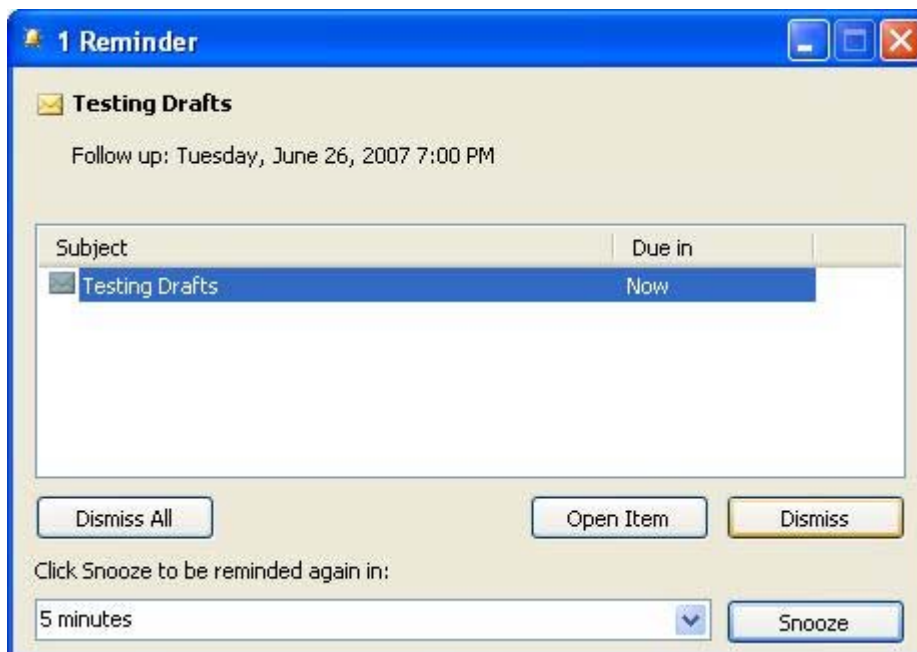 1 Reminder
Testing Drafts
Follow up: Tuesday, June 26, 2007 7:00 PM
Subject Due in
Testing Drafts Now
Dismiss All Open Item Dismiss
Click Snooze to be reminded again in:
5 minutes Snooze